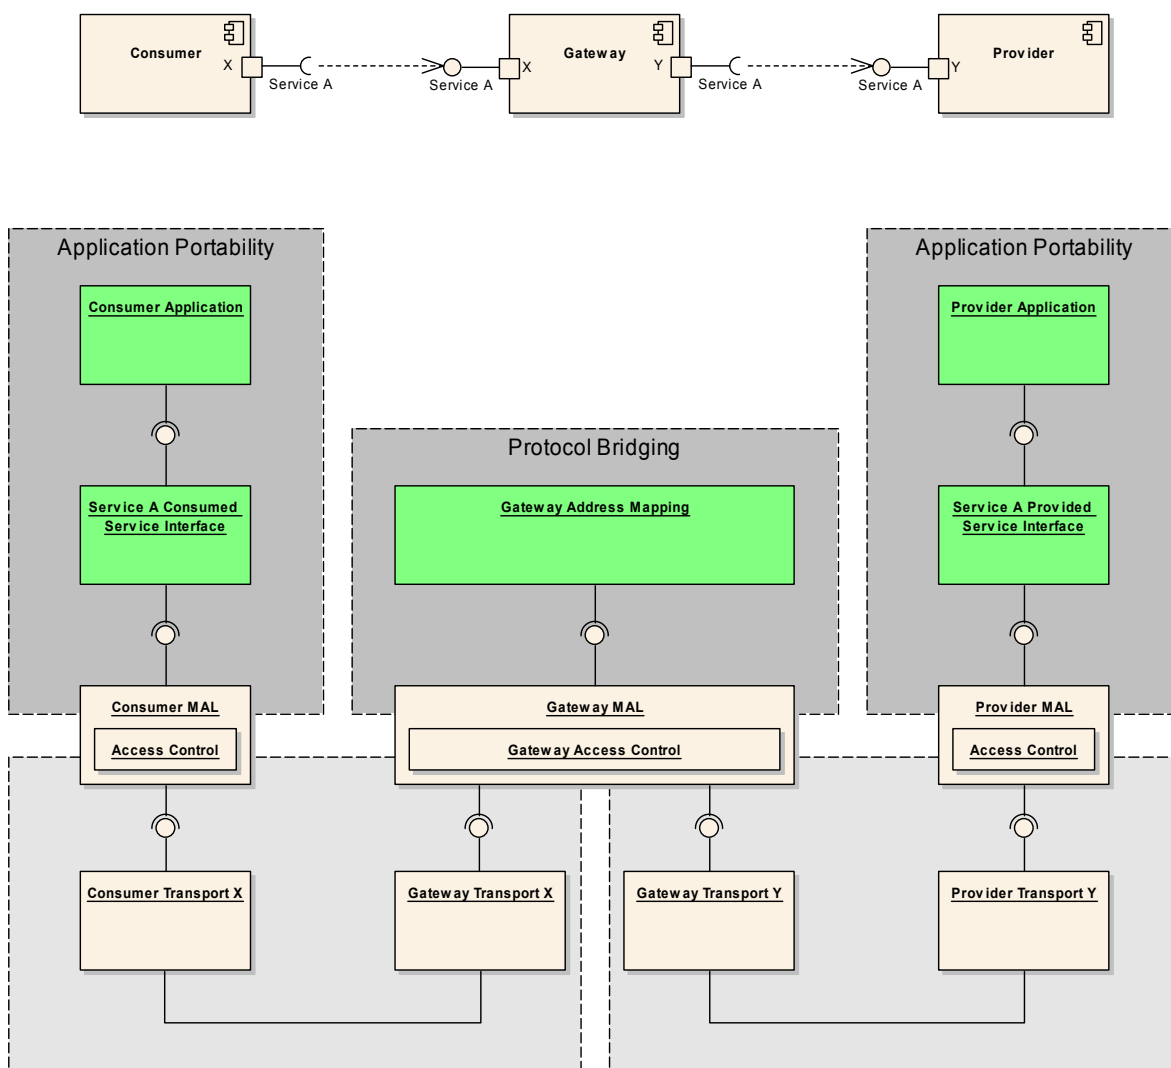 Consumer
X
Service A
Service A
X
Gateway
Y
Service A
Service A
Y
Provider
Application Portability
Application Portability
Consumer Application
Provider Application
Protocol Bridging
Service A Consumed
Service Interface
Gateway Address Mapping
Service A Provided
Service Interface
Consumer MAL
Access Control
Gateway MAL
Gateway Access Control
Provider MAL
Access Control
Consumer Transport X
Gateway Transport X
Gateway Transport Y
Provider Transport Y